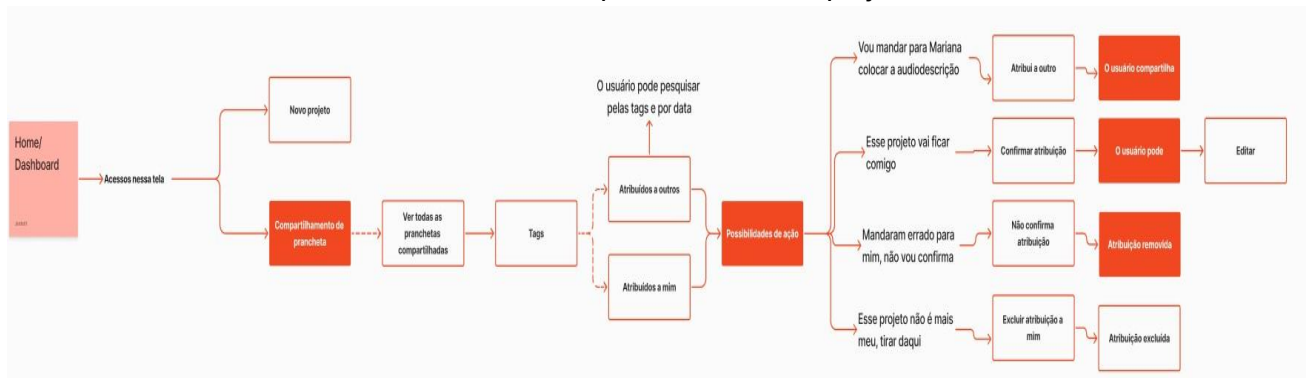 Home/
Dashboard
Acessos nessa tela
Novo projeto
Compartilhamento de
prancheta
Ver todas as
pranchetas
compartilhadas
Tags
O usuário pode pesquisar
pelas tags e por data
Atribuídos a outros
Atribuídos a mim
Possibilidades de ação
Vou mandar para Mariana
colocar a audiodescrição
Atribui a outro
O usuário compartilha
Esse projeto vai ficar
comigo
Confirmar atribuição
O usuário pode
Editar
Mandaram errado para
mim, não vou confirma
Não confirma
atribuição
Atribuição removida
Esse projeto não é mais
meu, tirar daqui
Excluir atribuição a
mim
Atribuição excluída